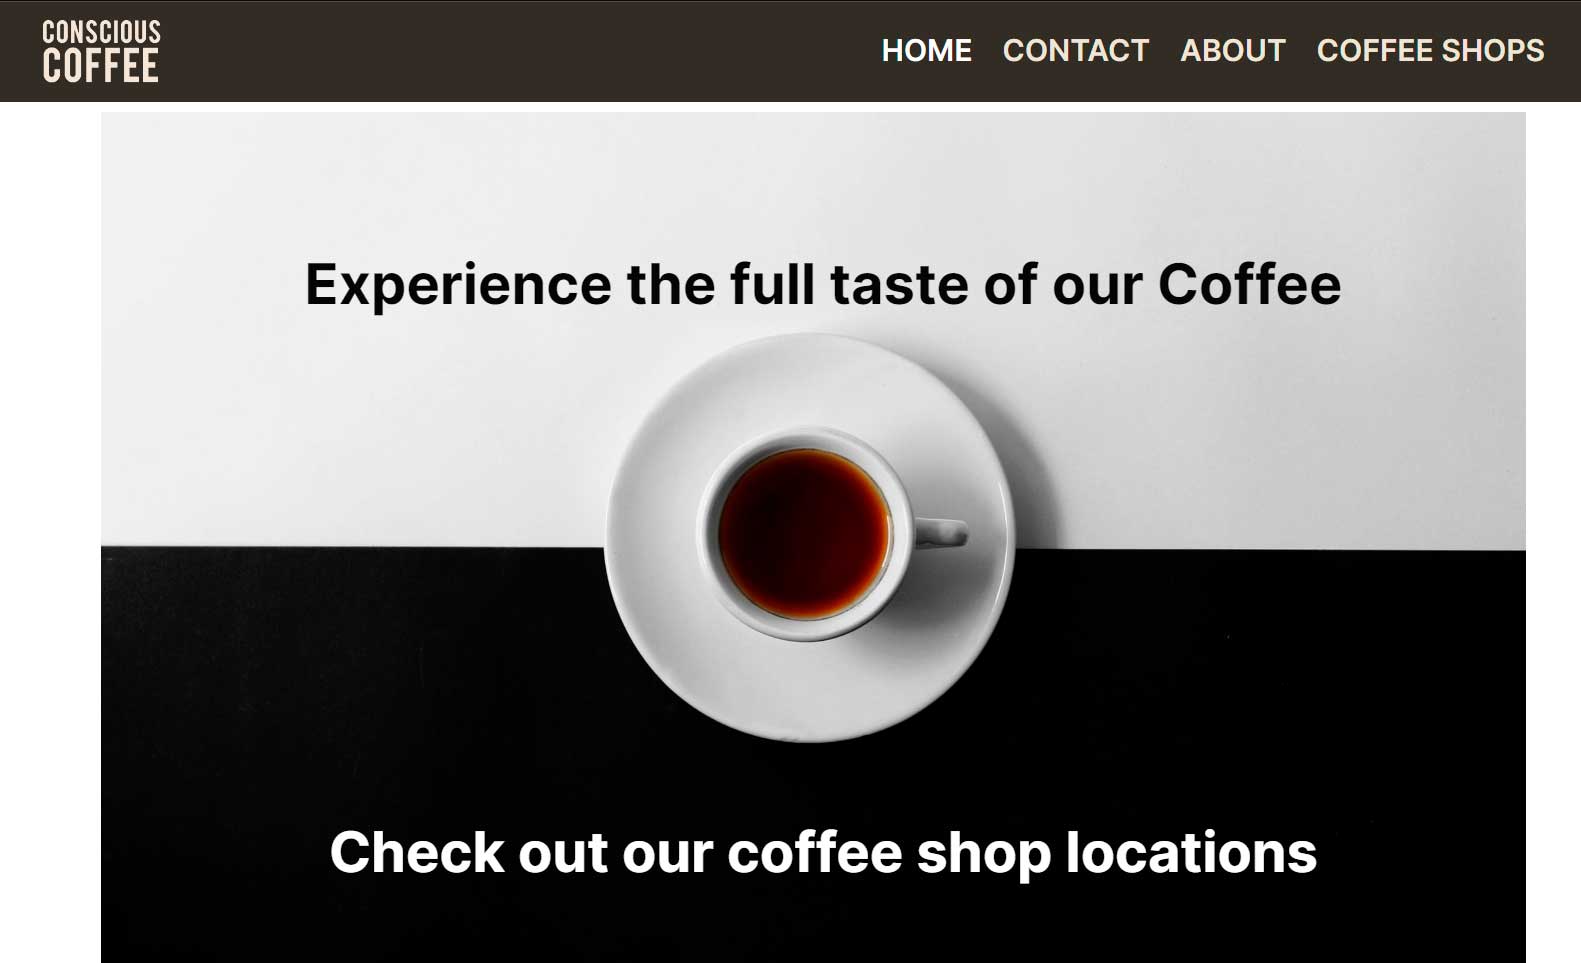 CONSCIOUS
COFFEE
HOME CONTACT ABOUT COFFEE SHOPS
Experience the full taste of our Coffee
Check out our coffee shop locations